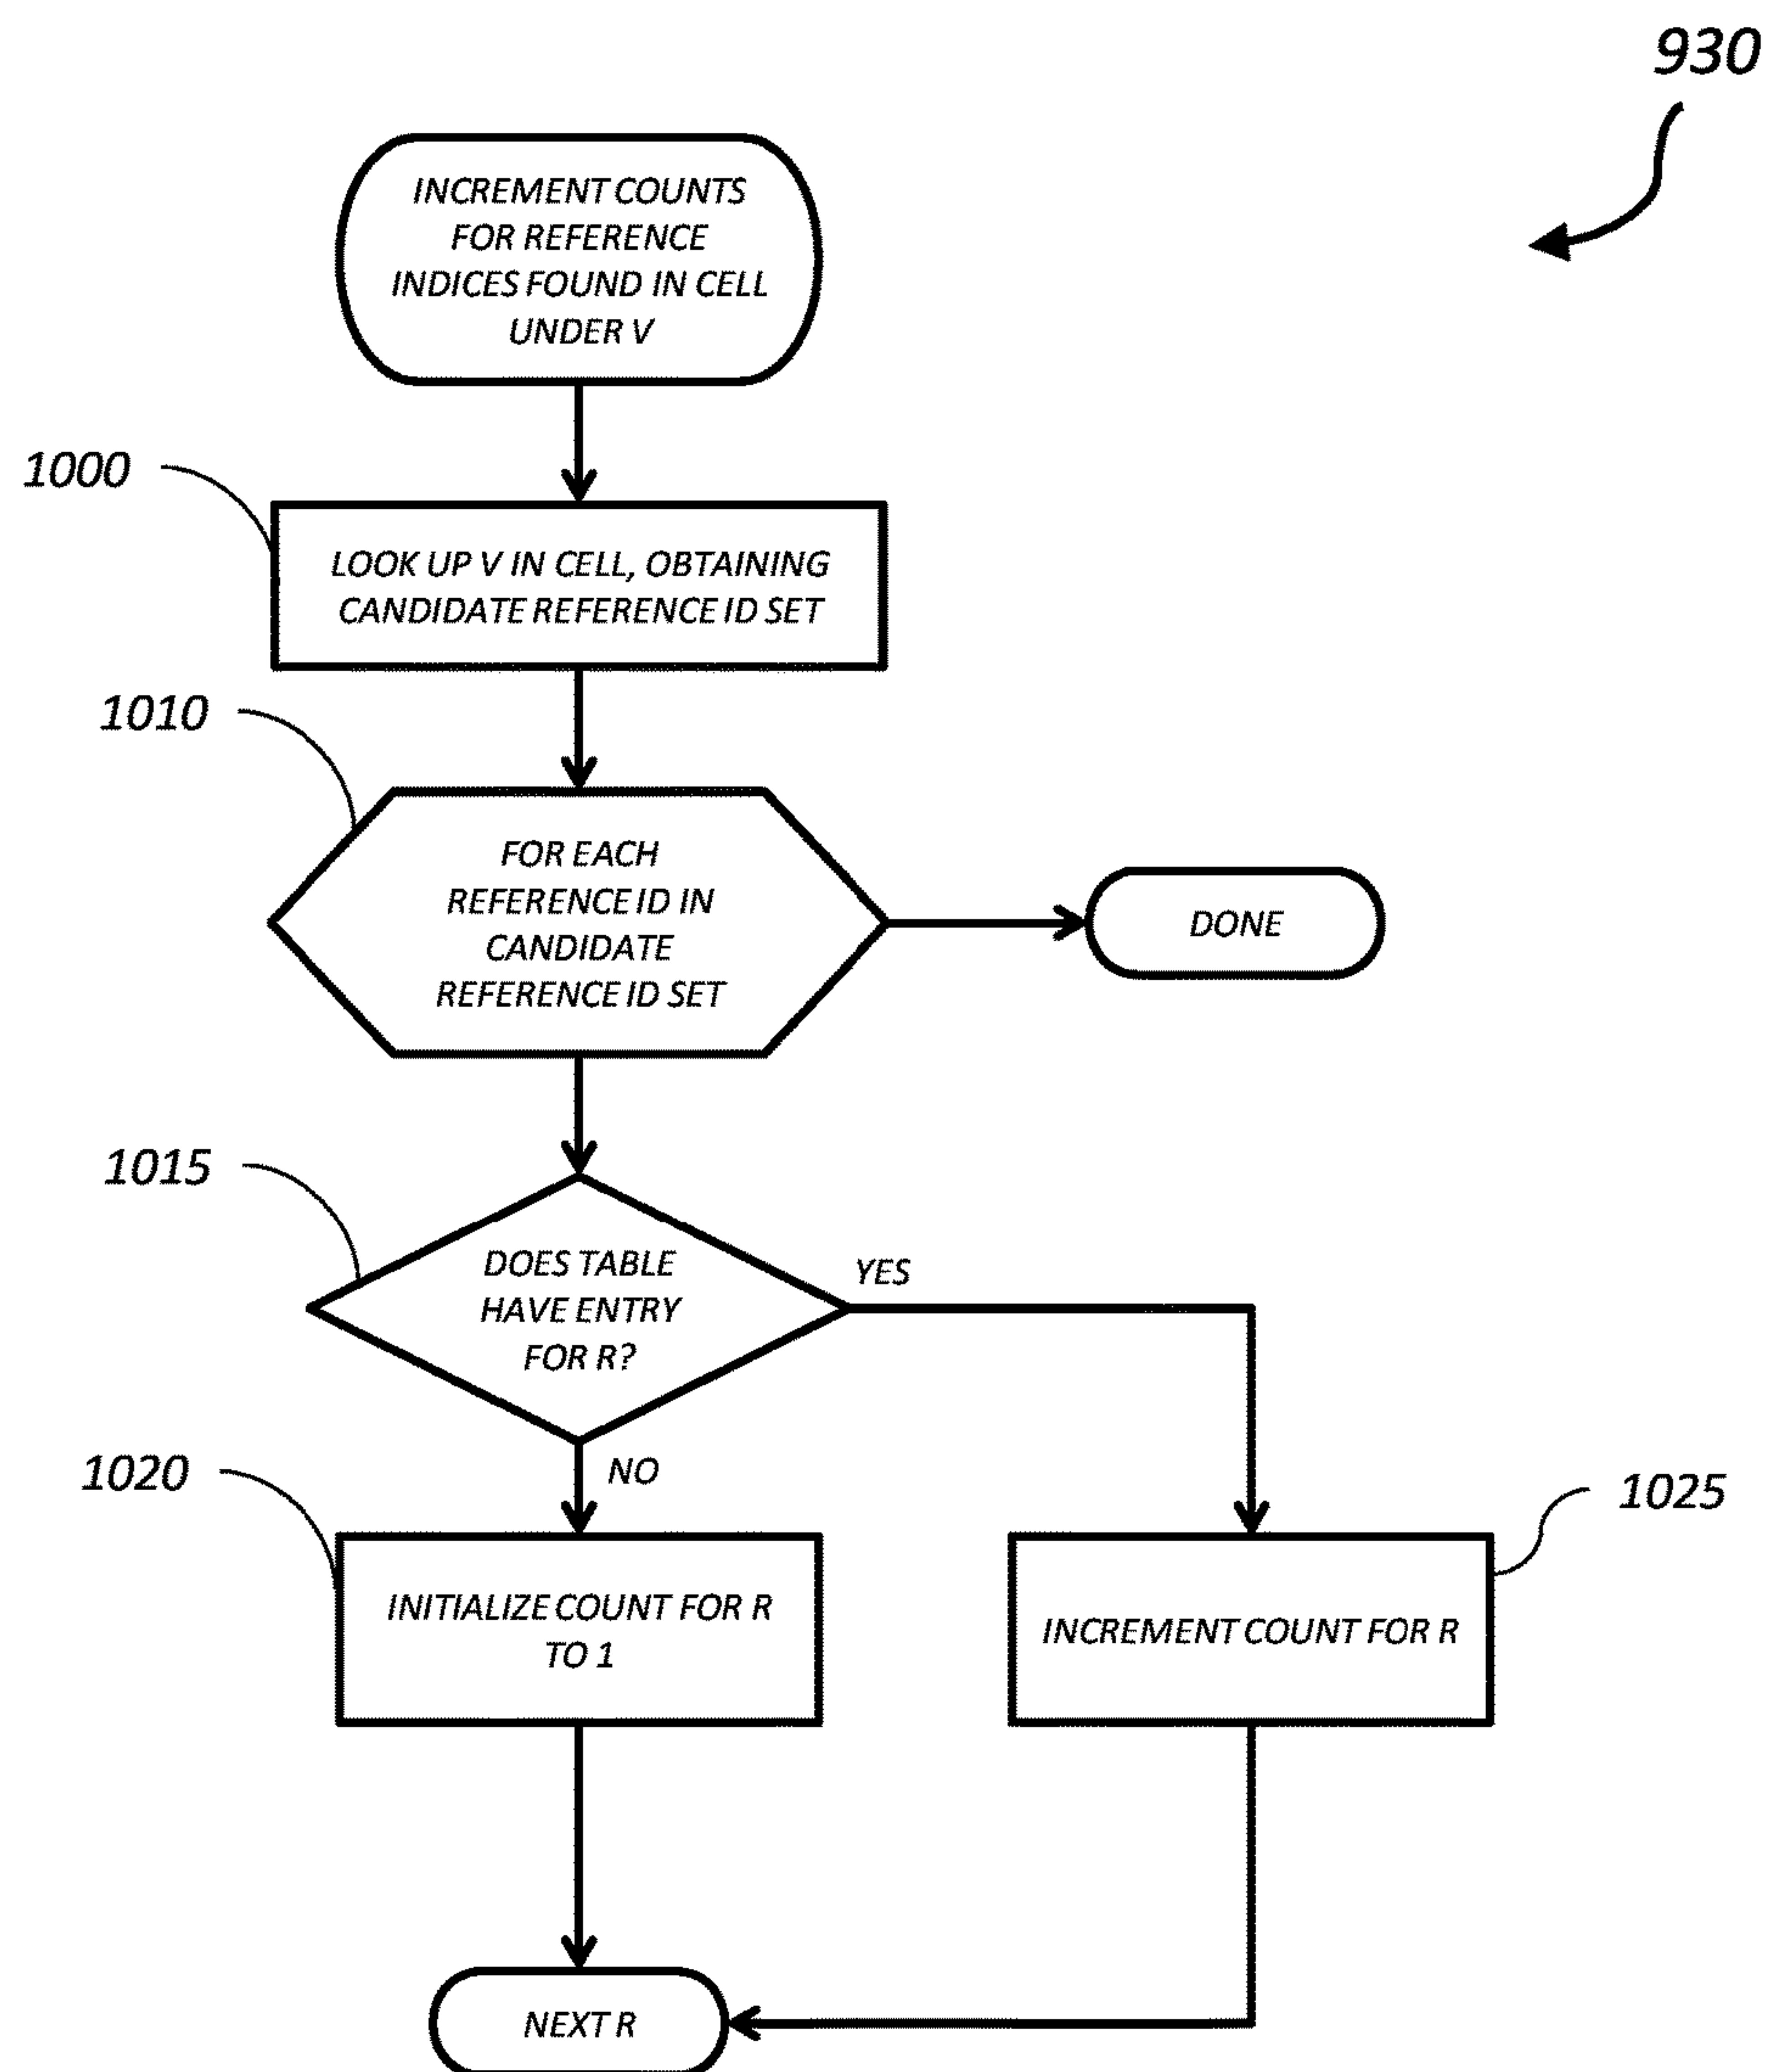 930
INCREMENT COUNTS
FOR REFERENCE
INDICES FOUND IN CELL
UNDER V
1000
LOOK UP V IN CELL, OBTAINING
CANDIDATE REFERENCE ID SET
1010
FOR EACH
REFERENCE ID IN
CANDIDATE
REFERENCE ID SET
DONE
1015
DOES TABLE
HAVE ENTRY
FOR R?
YES
NO
1020
INITIALIZE COUNT FOR R
TO 1
1025
INCREMENT COUNT FOR R
NEXT R